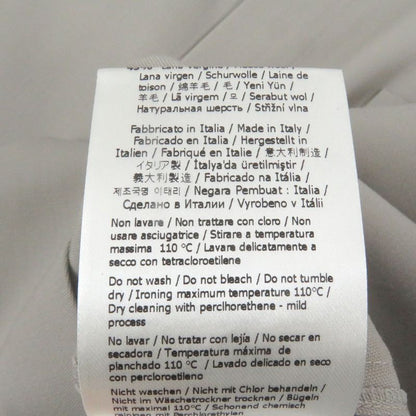 Lana virgen / Schurwolle / Laine de
toison / 绵羊毛 / 모 / Yeni Yün /
羊毛 / Lã virgem / 모 / Serabut wol /
Натуральная шерсть / Střižní vlna
Fabbricato in Italia / Made in Italy /
Fabricado en Italia / Hergestellt in
Italien / Fabriqué en Italie / 意大利制造 /
イタリア製 / İtalya'da üretilmiştir /
義大利製造 / Fabricado na Itália /
제조국명 이태리 / Negara Pembuat : Italia /
Сделано в Италии / Vyrobeno v Itálii
Non lavare / Non trattare con cloro / Non
usare asciugatrice / Stirare a temperatura
massima 110 °C / Lavare delicatamente a
secco con tetracloroetilene
Do not wash / Do not bleach / Do not tumble
dry / Ironing maximum temperature 110°C /
Dry cleaning with perclhorethene - mild
process
No lavar / No tratar con lejía / No secar en
secadora / Temperatura máxima de
planchado 110°C / Lavado delicado en seco
con percloroetileno
Nicht waschen / Nicht mit Chlor behandeln /
Nicht im Wäschetrockner trocknen / Bügeln
mit maximal 110°C / Schonend chemisch
reinigen mit Perchlorethylen